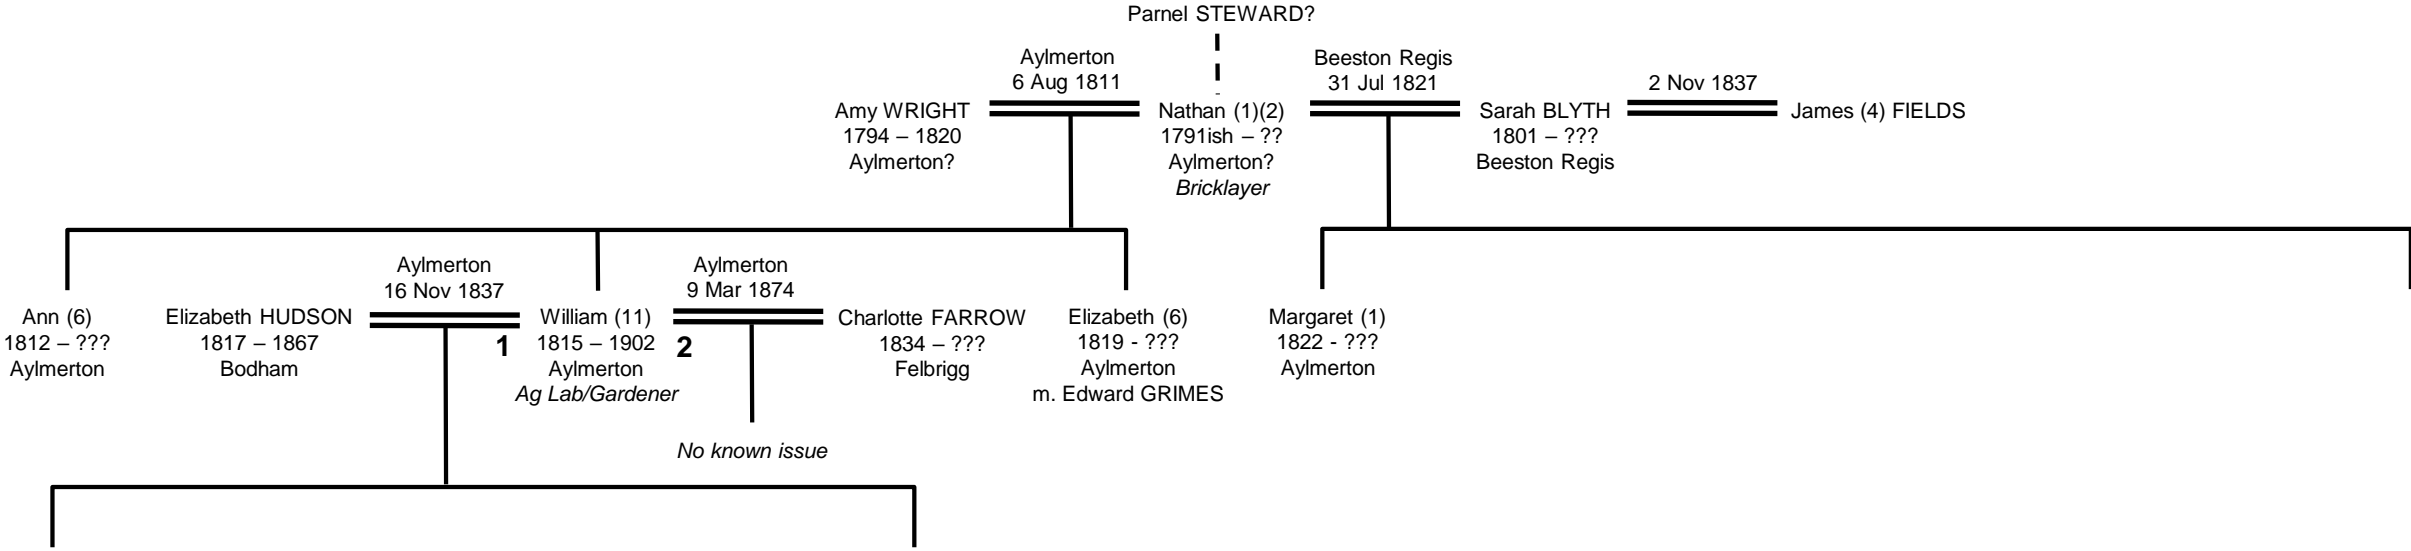 Parnel STEWARD?
Aylmerton
6 Aug 1811
Beeston Regis
31 Jul 1821
2 Nov 1837
Amy WRIGHT
1794 – 1820
Aylmerton?
Nathan (1)(2)
1791ish – ??
Aylmerton?
Bricklayer
Sarah BLYTH
1801 – ???
Beeston Regis
James (4) FIELDS
Aylmerton
16 Nov 1837
Aylmerton
9 Mar 1874
Ann (6)
1812 – ???
Aylmerton
Elizabeth HUDSON
1817 – 1867
Bodham
1
William (11)
1815 – 1902
Aylmerton
Ag Lab/Gardener
2
Charlotte FARROW
1834 – ???
Felbrigg
Elizabeth (6)
1819 - ???
Aylmerton
m. Edward GRIMES
Margaret (1)
1822 - ???
Aylmerton
No known issue